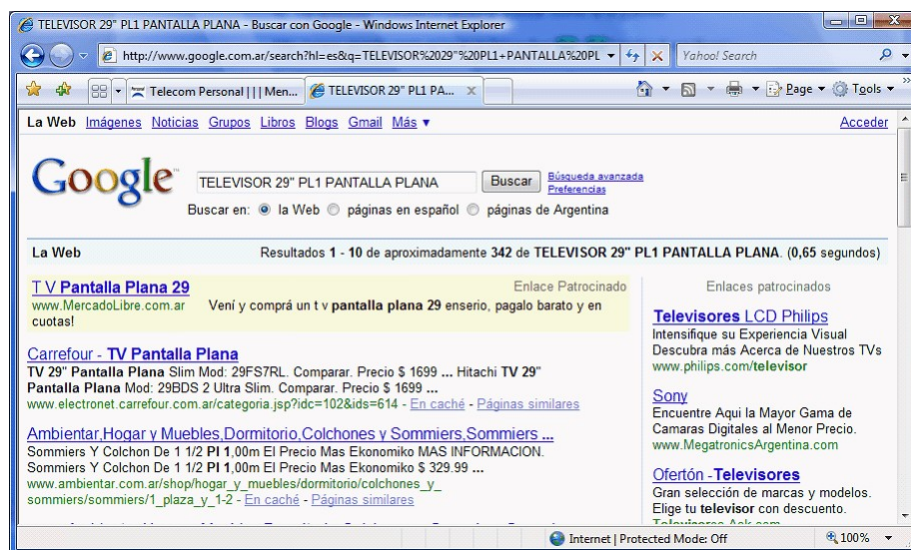 TELEVISOR 29" PL1 PANTALLA PLANA - Buscar con Google - Windows Internet Explorer
http://www.google.com.ar/search?hl=es&q=TELEVISOR%2029"%20PL1+PANTALLA%20PL
Yahoo! Search
Telecom Personal ||| Men...
TELEVISOR 29" PL1 PA...
Page
Tools
La Web Imágenes Noticias Grupos Libros Blogs Gmail Más ▼
Acceder
Google™
TELEVISOR 29" PL1 PANTALLA PLANA
Buscar
Búsqueda avanzada
Preferencias
Buscar en: la Web páginas en español páginas de Argentina
La Web
Resultados 1 - 10 de aproximadamente 342 de TELEVISOR 29" PL1 PANTALLA PLANA. (0,65 segundos)
T V Pantalla Plana 29
Enlace Patrocinado
www.MercadoLibre.com.ar Vení y comprá un t v pantalla plana 29 enserio, pagalo barato y en
cuotas!
Carrefour - TV Pantalla Plana
TV 29" Pantalla Plana Slim Mod: 29FS7RL. Comparar. Precio $ 1699 ... Hitachi TV 29"
Pantalla Plana Mod: 29BDS 2 Ultra Slim. Comparar. Precio $ 1699 ...
www.electronet.carrefour.com.ar/categoria.jsp?idc=102&ids=614 - En caché - Páginas similares
Ambientar,Hogar y Muebles,Dormitorio,Colchones y Sommiers,Sommiers ...
Sommiers Y Colchon De 1 1/2 Pl 1,00m El Precio Mas Ekonomiko MAS INFORMACION.
Sommiers Y Colchon De 1 1/2 Pl 1,00m El Precio Mas Ekonomiko $ 329.99 ...
www.ambientar.com.ar/shop/hogar_y_muebles/dormitorio/colchones_y_
sommiers/sommiers/1_plaza_y_1-2 - En caché - Páginas similares
Enlaces patrocinados
Televisores LCD Philips
Intensifique su Experiencia Visual
Descubra más Acerca de Nuestros TVs
www.philips.com/televisor
Sony
Encuentre Aqui la Mayor Gama de
Camaras Digitales al Menor Precio.
www.MegatronicsArgentina.com
Ofertón - Televisores
Gran selección de marcas y modelos.
Elige tu televisor con descuento.
Internet | Protected Mode: Off
100%